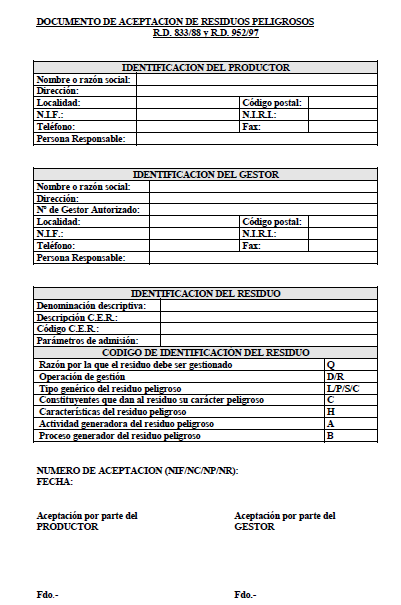 DOCUMENTO DE ACEPTACION DE RESIDUOS PELIGROSOS
R.D. 833/88 y R.D. 952/97
IDENTIFICACION DEL PRODUCTOR
Nombre o razón social:
Dirección:
Localidad: Código postal:
N.I.F.: N.I.R.I.:
Teléfono: Fax:
Persona Responsable:
IDENTIFICACION DEL GESTOR
Nombre o razón social:
Dirección:
Nº de Gestor Autorizado:
Localidad: Código postal:
N.I.F.: N.I.R.I.:
Teléfono: Fax:
Persona Responsable:
IDENTIFICACION DEL RESIDUO
Denominación descriptiva:
Descripción C.E.R.:
Código C.E.R.:
Parámetros de admisión:
CODIGO DE IDENTIFICACIÓN DEL RESIDUO
Razón por la que el residuo debe ser gestionado Q
Operación de gestión D/R
Tipo genérico del residuo peligroso L/P/S/C
Constituyentes que dan al residuo su carácter peligroso C
Características del residuo peligroso H
Actividad generadora del residuo peligroso A
Proceso generador del residuo peligroso B
NUMERO DE ACEPTACION (NIF/NC/NP/NR):
FECHA:
Aceptación por parte del Aceptación por parte del
PRODUCTOR GESTOR
Fdo.- Fdo.-